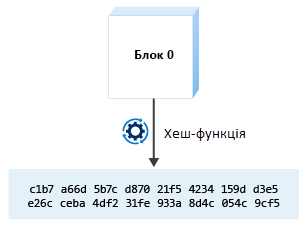 Блок 0
Хеш-функція
c1b7 a66d 5b7c d870 21f5 4234 159d d3e5
e26c ceba 4df2 31fe 933a 8d4c 054c 9cf5